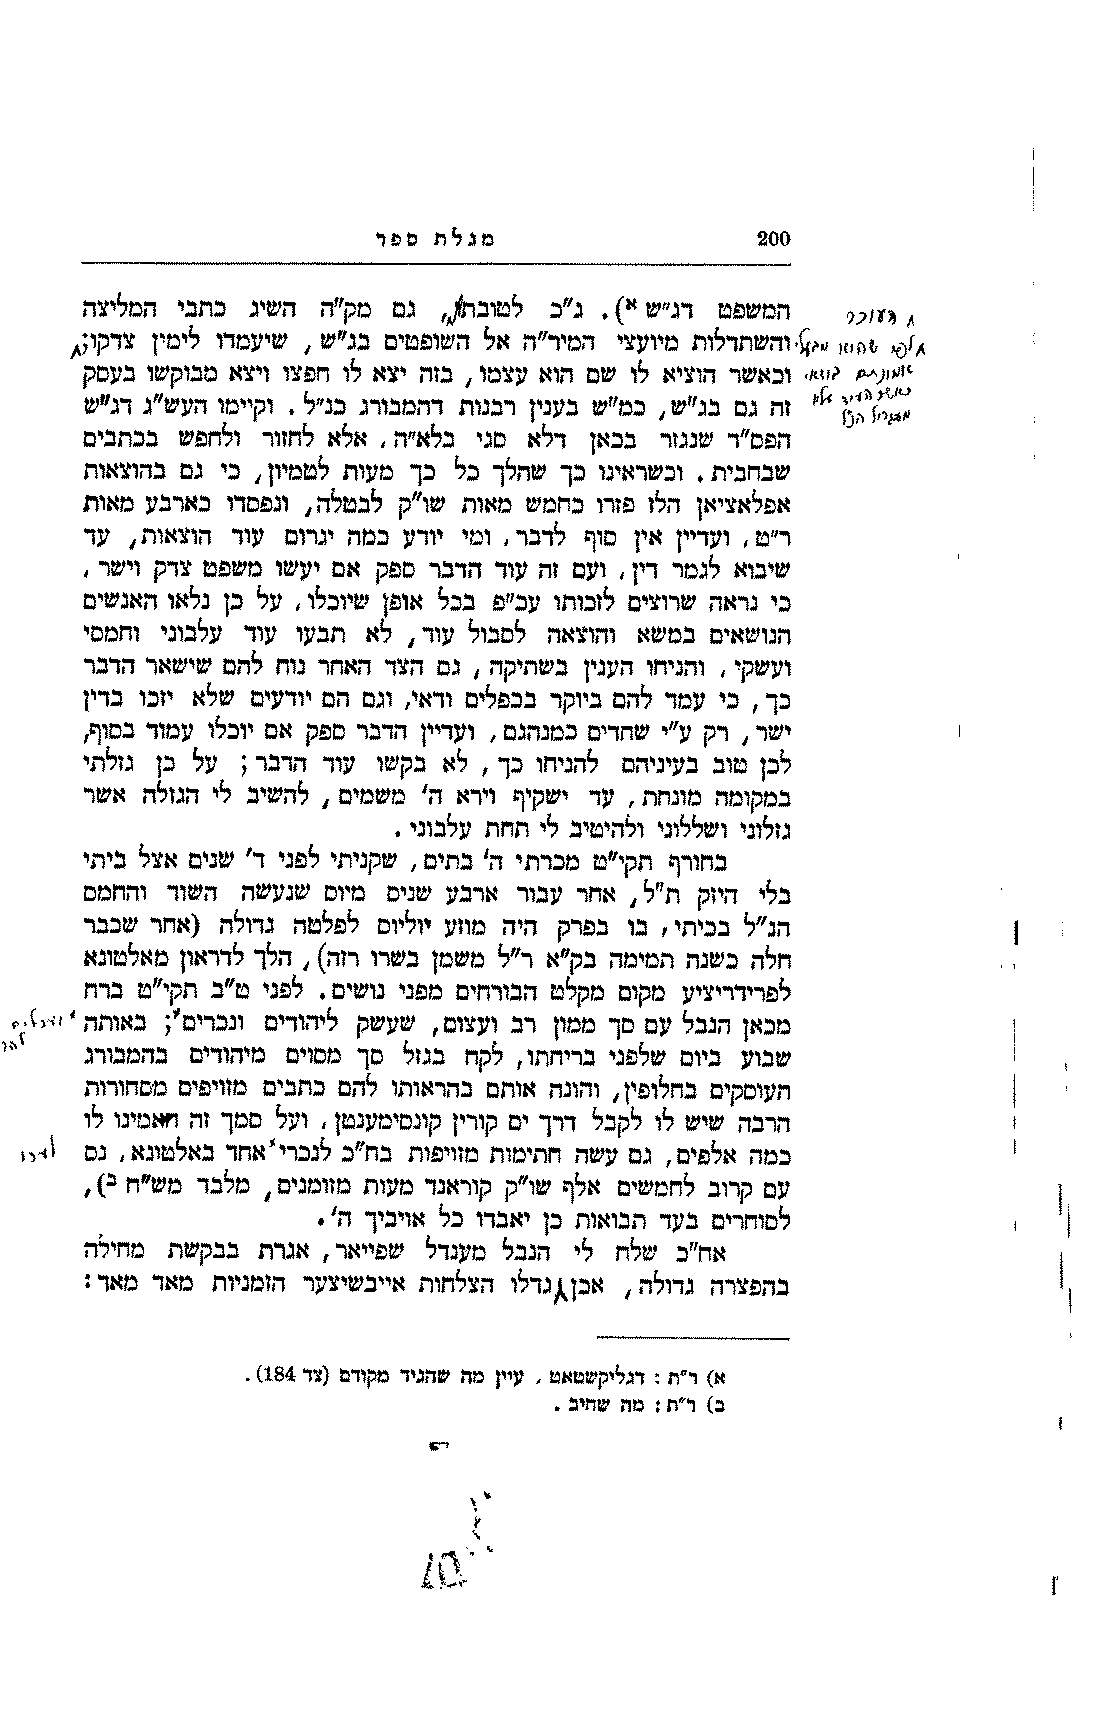 200 מגלת ספר
המשפט דג״ש א). ג״כ לטובתו, גם מק״ה השיג כתבי המליצה
והשתדלות מיועצי המיר״ה אל השופטים בג״ש, שיעמדו לימין צדקו;
וכאשר הוציא לו שם הוא עצמו, בזה יצא לו חפצו ויצא מבוקשו בעסק
זה גם בג״ש, כמ״ש בענין רבנות דהמבורג כנ״ל. וקיימו העש״ג דג״ש
הפס״ד שנגזר בכאן דלא סגי בלא״ה, אלא לחזור ולחפש בכתבים
שבחבית. וכשראינו כך שהלך כל כך מעות לטמיון, כי גם בהוצאות
אפלאציאן הלז פזרו כחמש מאות שו״ק לבטלה, ונפסדו כארבע מאות
ר״ט, ועדיין אין סוף לדבר, ומי יודע כמה יגרום עוד הוצאות, עד
שיבוא לגמר דין, ועם זה עוד הדבר ספק אם יעשו משפט צדק וישר,
כי נראה שרוצים לזכותו עכ״פ בכל אופן שיוכלו, על כן נלאו האנשים
הנושאים במשא והוצאה לסבול עוד, לא תבעו עוד עלבוני וחמסי
ועשקי, והניחו הענין בשתיקה, גם הצד האחר נוח להם שישאר הדבר
כך, כי עמד להם ביוקר בכפלים ודאי, וגם הם יודעים שלא יזכו בדין
ישר, רק ע״י שחדים כמנהגם, ועדיין הדבר ספק אם יוכלו עמוד בסוף,
לכן טוב בעיניהם להניחו כך, לא בקשו עוד הדבר; על כן גזלתי
במקומה מונחת, עד ישקיף וירא ה׳ משמים, להשיב לי הגזלה אשר
גזלוני ושללוני ולהיטיב לי תחת עלבוני.
בחורף תקי״ט מכרתי ה׳ בתים, שקניתי לפני ד׳ שנים אצל ביתי
בלי היזק ת״ל, אחר עבור ארבע שנים מיום שנעשה השוד והחמס
הנ״ל בביתי, בו בפרק היה מוזע יוליום לפלטה גדולה (אחר שכבר
חלה כשנת תמימה בק״א ר״ל משמן בשרו רזה), הלך לדראון מאלטונא
לפרידריציע מקום מקלט הבורחים מפני נושים. לפני ט״ב תקי״ט ברח
מכאן הנבל עם סך ממון רב ועצום, שעשק ליהודים ונכרים; באותה
שבוע ביום שלפני בריחתו, לקח בגזל סך מסוים מיהודים בהמבורג
העוסקים בחלופין, והונה אותם בהראותו להם כתבים מזויפים מסחורות
הרבה שיש לו לקבל דרך ים קורין קונסימענטן, ועל סמך זה האמינו לו
כמה אלפים, גם עשה חתימות מזויפות בח״כ לנכרי אחד באלטונא, נס
עם קרוב לחמשים אלף שו״ק קוראנד מעות מזומנים, מלבד מש״ח ב),
לסוחרים בעד תבואות כן יאבדו כל אויביך ה׳.
אח״כ שלח לי הנבל מענדל שפייאר, אגרת בבקשת מחילה
בהפצרה גדולה, אכן גדלו הצלחות אייבשיצער הזמניות מאד מאד:
א) ר״ת: דגליקשטאט, עיין מה שהגיד מקודם (צד 184).
ב) ר״ת: מה שחיב.